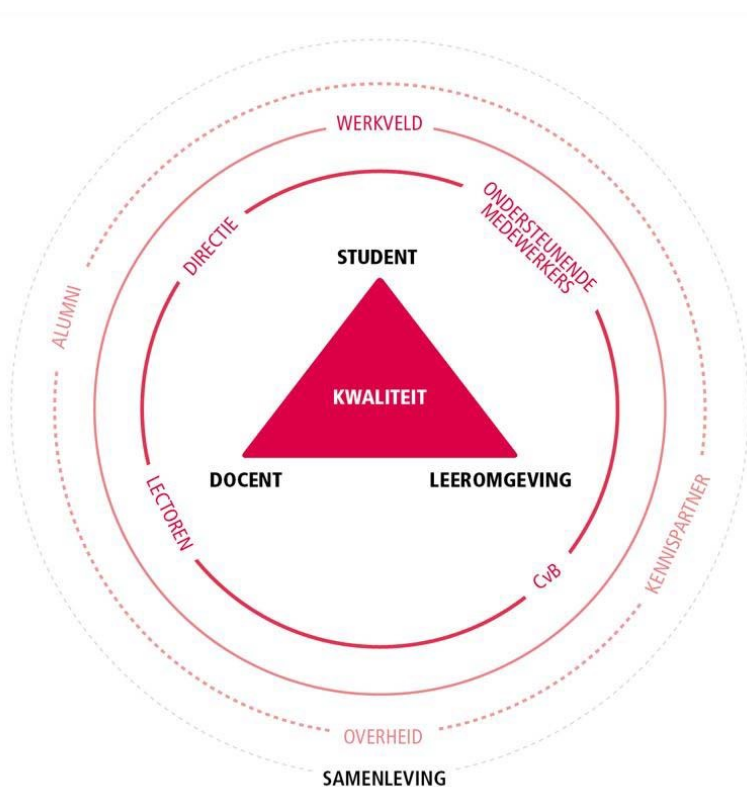 WERKVELD
ONDERSTEUNENDE
MEDEWERKERS
DIRECTIE
STUDENT
ALUMNI
KWALITEIT
DOCENT
LEEROMGEVING
LECTOREN
KENNISPARTNER
CvB
OVERHEID
SAMENLEVING